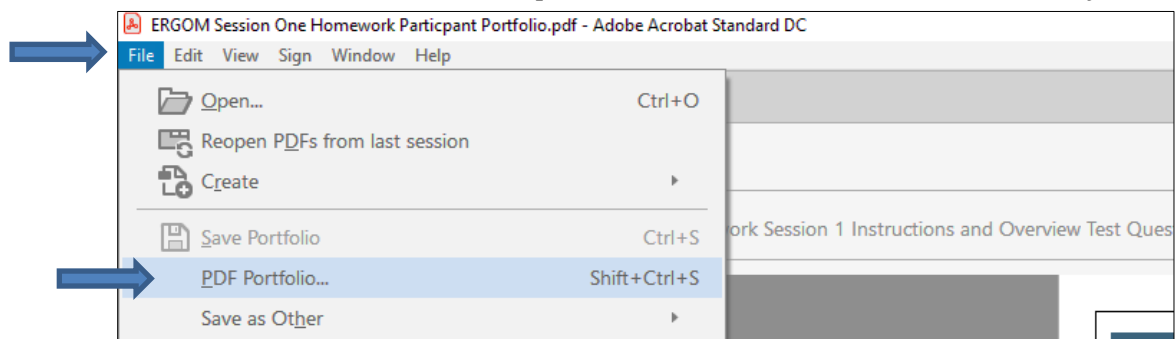 ERGOM Session One Homework Particpant Portfolio.pdf - Adobe Acrobat Standard DC
File Edit View Sign Window Help
Open... Ctrl+O
Reopen PDFs from last session
Create
Save Portfolio Ctrl+S
ork Session 1 Instructions and Overview Test Ques
PDF Portfolio... Shift+Ctrl+S
Save as Other